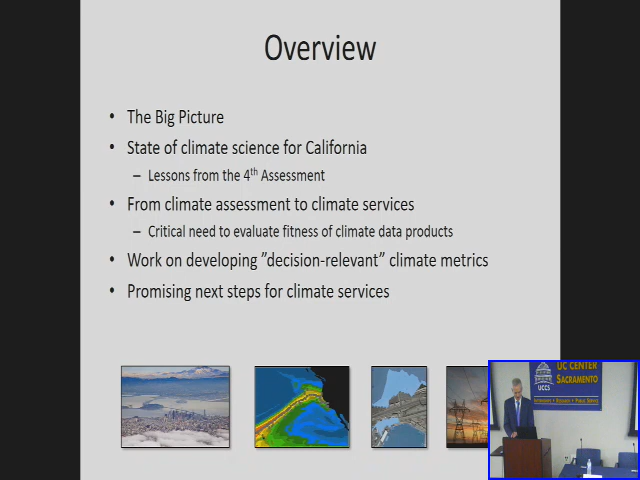 Overview
• The Big Picture
• State of climate science for California
– Lessons from the 4th Assessment
• From climate assessment to climate services
– Critical need to evaluate fitness of climate data products
• Work on developing ”decision-relevant” climate metrics
• Promising next steps for climate services
UC CENTER
SACRAMENTO
UCCS